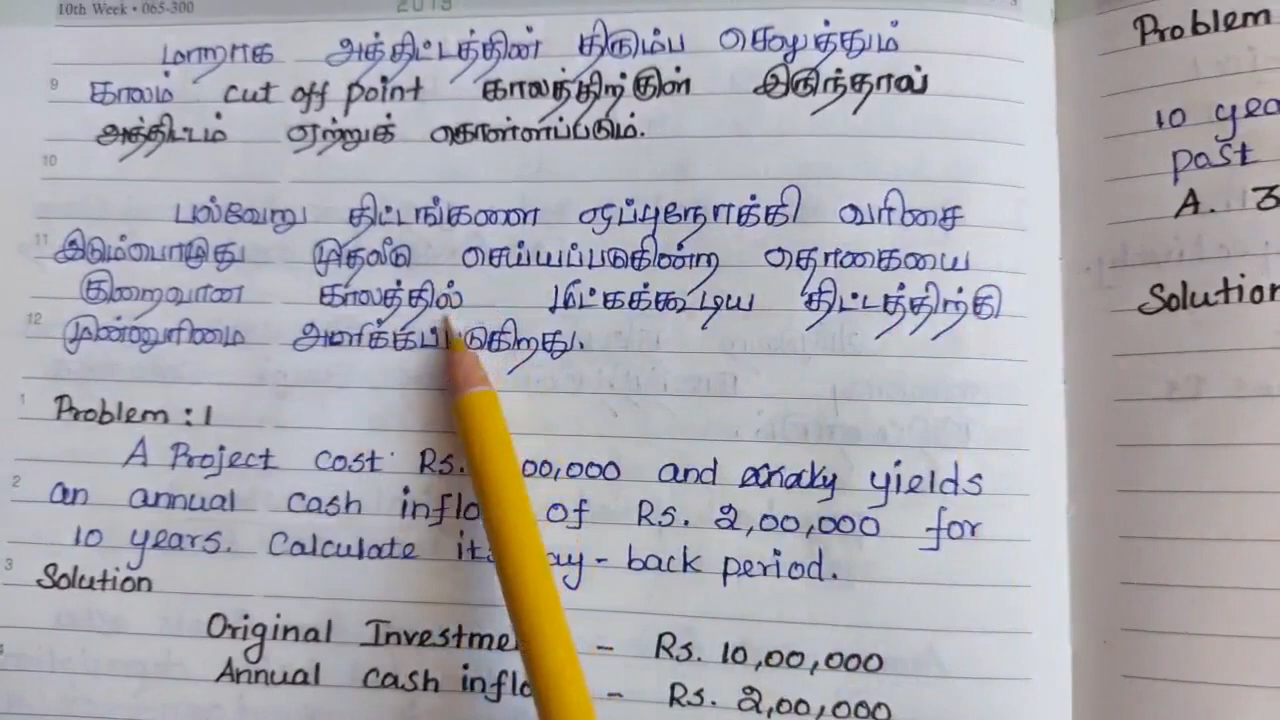 10th Week • 065-300
2019
மாறாக அத்திட்டத்தின் திரும்ப செலுத்தும்
காலம் cut off point காலத்திற்குள் இருந்தால்
அத்திட்டம் ஏற்றுக் கொள்ளப்படும்.
பல்வேறு திட்டங்களை ஒப்புநோக்கி வரிசை
இடும்பொழுது முதலீடு செய்யப்படுகின்ற தொகையை
குறைவான காலத்தில் மீட்கக்கூடிய திட்டத்திற்கு
முன்னுரிமை அளிக்கப்படுகிறது.
Problem : 1
A Project cost Rs. 00,000 and yields
an annual cash inflo of Rs. 2,00,000 for
10 years. Calculate its ay-back period.
Solution
Original Investme - Rs. 10,00,000
Annual cash inflo - Rs. 2,00,000
Problem
10 yea
past
A. 3
Solution